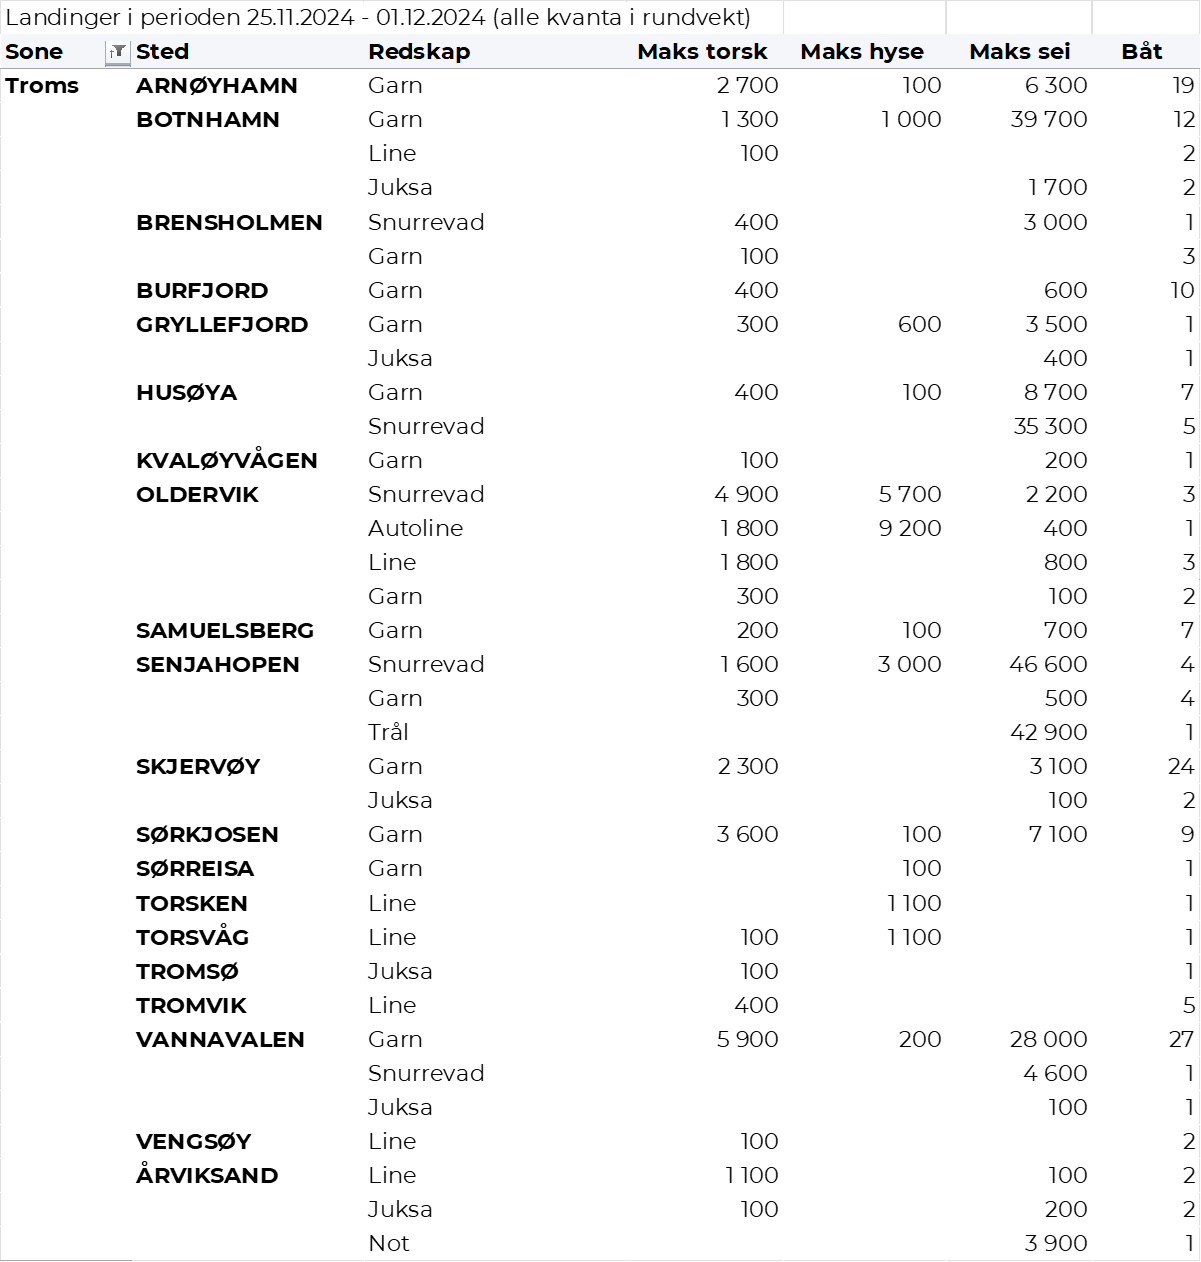 Landinger i perioden 25.11.2024 - 01.12.2024 (alle kvanta i rundvekt)
Sone Sted Redskap Maks torsk Maks hyse Maks sei Båt
Troms ARNØYHAMN Garn 2 700 100 6 300 19
BOTNHAMN Garn 1 300 1 000 39 700 12
Line 100 2
Juksa 1 700 2
BRENSHOLMEN Snurrevad 400 3 000 1
Garn 100 3
BURFJORD Garn 400 600 10
GRYLLEFJORD Garn 300 600 3 500 1
Juksa 400 1
HUSØYA Garn 400 100 8 700 7
Snurrevad 35 300 5
KVALØYVÅGEN Garn 100 200 1
OLDERVIK Snurrevad 4 900 5 700 2 200 3
Autoline 1 800 9 200 400 1
Line 1 800 800 3
Garn 300 100 2
SAMUELSBERG Garn 200 100 700 7
SENJAHOPEN Snurrevad 1 600 3 000 46 600 4
Garn 300 500 4
Trål 42 900 1
SKJERVØY Garn 2 300 3 100 24
Juksa 100 2
SØRKJOSEN Garn 3 600 100 7 100 9
SØRREISA Garn 100 1
TORSKEN Line 1 100 1
TORSVÅG Line 100 1 100 1
TROMSØ Juksa 100 1
TROMVIK Line 400 5
VANNAVALEN Garn 5 900 200 28 000 27
Snurrevad 4 600 1
Juksa 100 1
VENGSØY Line 100 2
ÅRVIKSAND Line 1 100 100 2
Juksa 100 200 2
Not 3 900 1